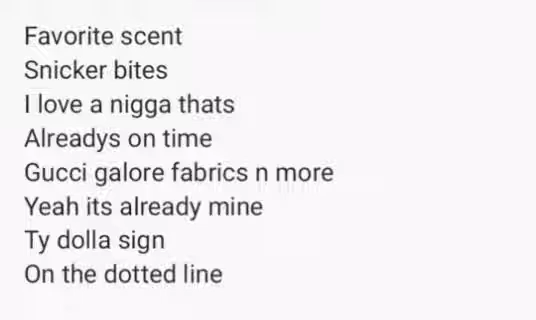 Favorite scent
Snicker bites
I love a nigga thats
Alreadys on time
Gucci galore fabrics n more
Yeah its already mine
Ty dolla sign
On the dotted line